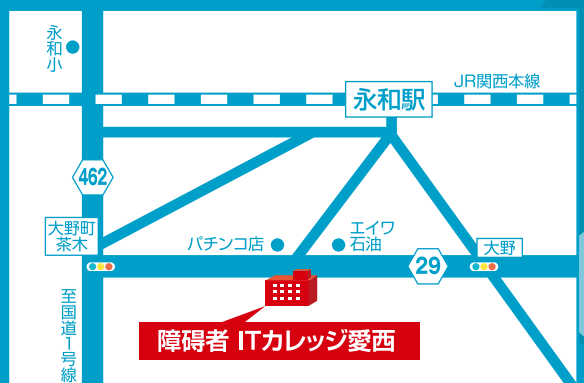 永和小
JR関西本線
永和駅
462
大野町
茶木
パチンコ店
エイワ
石油
29
大野
至国道1号線
障碍者 ITカレッジ愛西